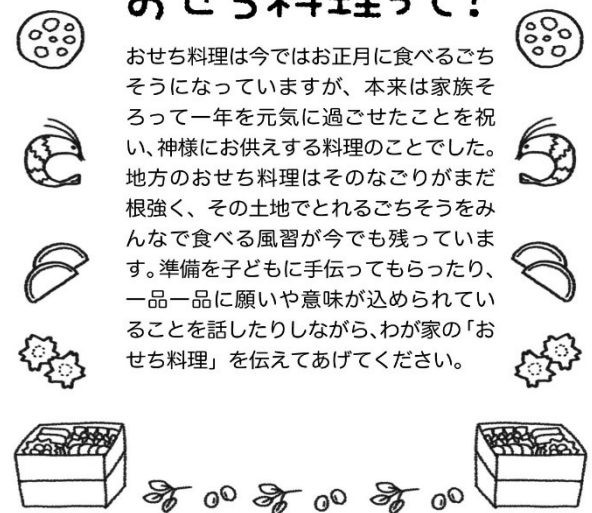 おせち料理って?
おせち料理は今ではお正月に食べるごち
そうになっていますが、本来は家族そ
ろって一年を元気に過ごせたことを祝
い、神様にお供えする料理のことでした。
地方のおせち料理はそのなごりがまだ
根強く、その土地でとれるごちそうをみ
んなで食べる風習が今でも残っていま
す。準備を子どもに手伝ってもらったり、
一品一品に願いや意味が込められてい
ることを話したりしながら、わが家の「お
せち料理」を伝えてあげてください。